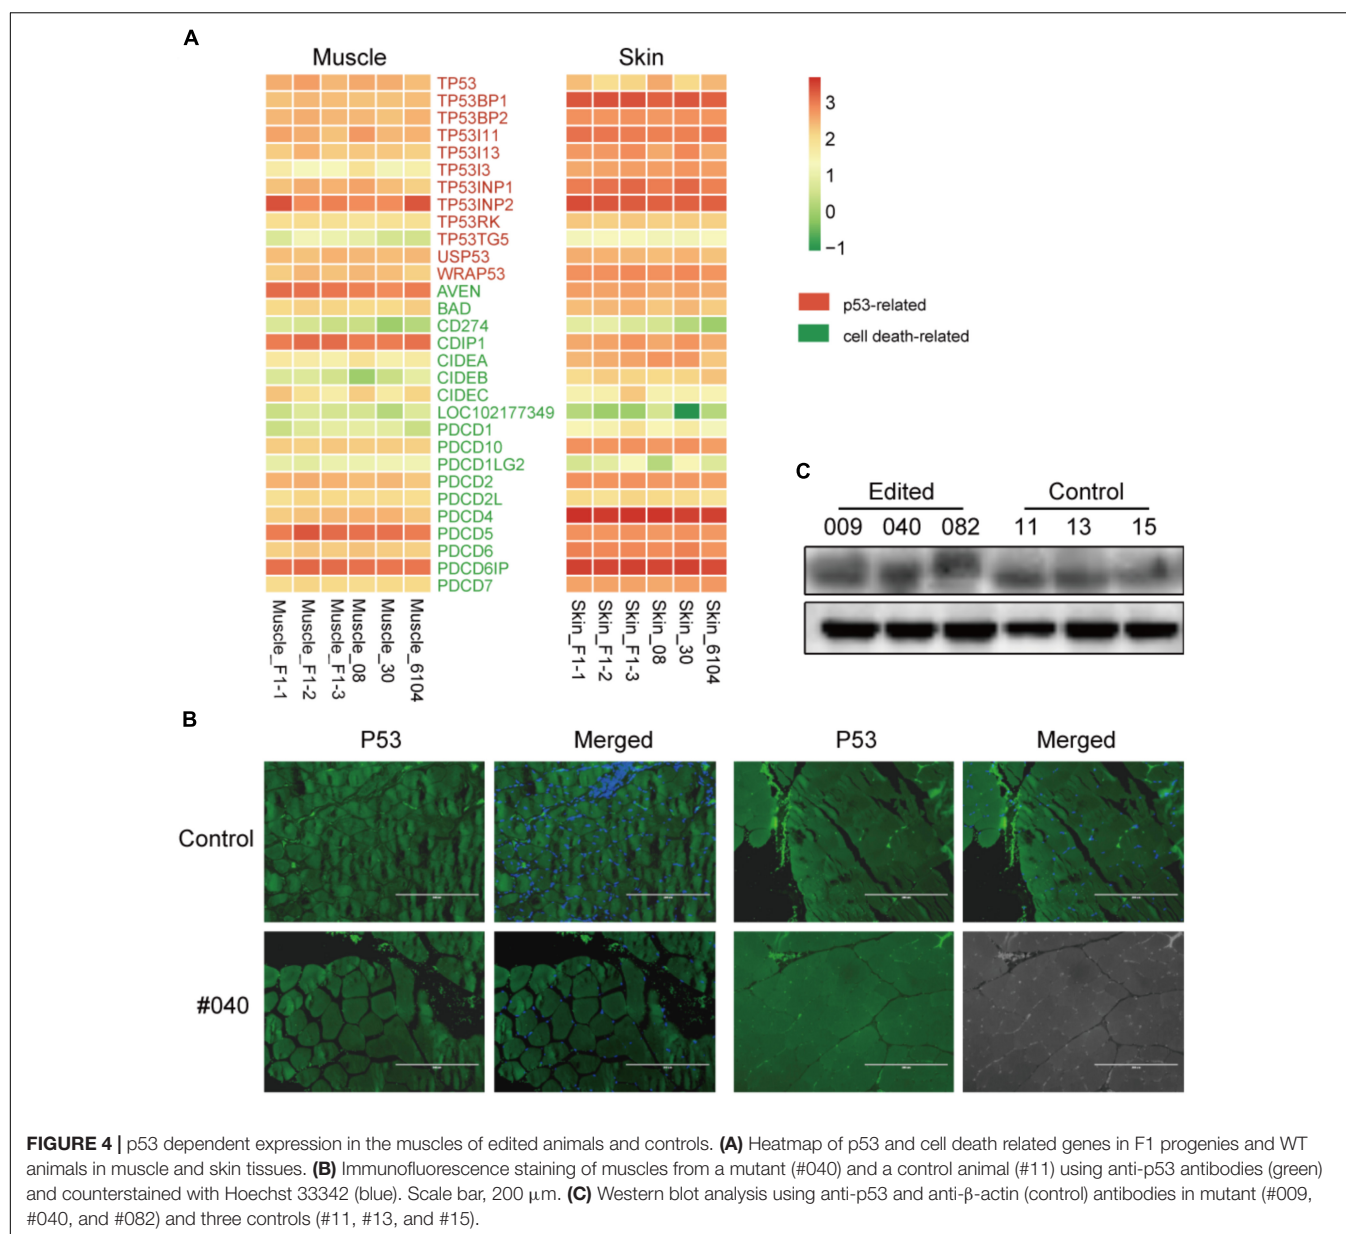 A
Muscle
Skin
TP53
TP53BP1
TP53BP2
TP53I11
TP53I13
TP53I3
TP53INP1
TP53INP2
TP53RK
TP53TG5
USP53
WRAP53
AVEN
BAD
CD274
CDIP1
CIDEA
CIDEB
CIDEC
LOC102177349
PDCD1
PDCD10
PDCD1LG2
PDCD2
PDCD2L
PDCD4
PDCD5
PDCD6
PDCD6IP
PDCD7
Muscle_F1-1
Muscle_F1-2
Muscle_F1-3
Muscle_08
Muscle_30
Muscle_6104
Skin_F1-1
Skin_F1-2
Skin_F1-3
Skin_08
Skin_30
Skin_6104
3
2
1
0
−1
p53-related
cell death-related
C
Edited Control
009 040 082 11 13 15
B
P53 Merged P53 Merged
Control
#040
FIGURE 4 | p53 dependent expression in the muscles of edited animals and controls. (A) Heatmap of p53 and cell death related genes in F1 progenies and WT
animals in muscle and skin tissues. (B) Immunofluorescence staining of muscles from a mutant (#040) and a control animal (#11) using anti-p53 antibodies (green)
and counterstained with Hoechst 33342 (blue). Scale bar, 200 μm. (C) Western blot analysis using anti-p53 and anti-β-actin (control) antibodies in mutant (#009,
#040, and #082) and three controls (#11, #13, and #15).